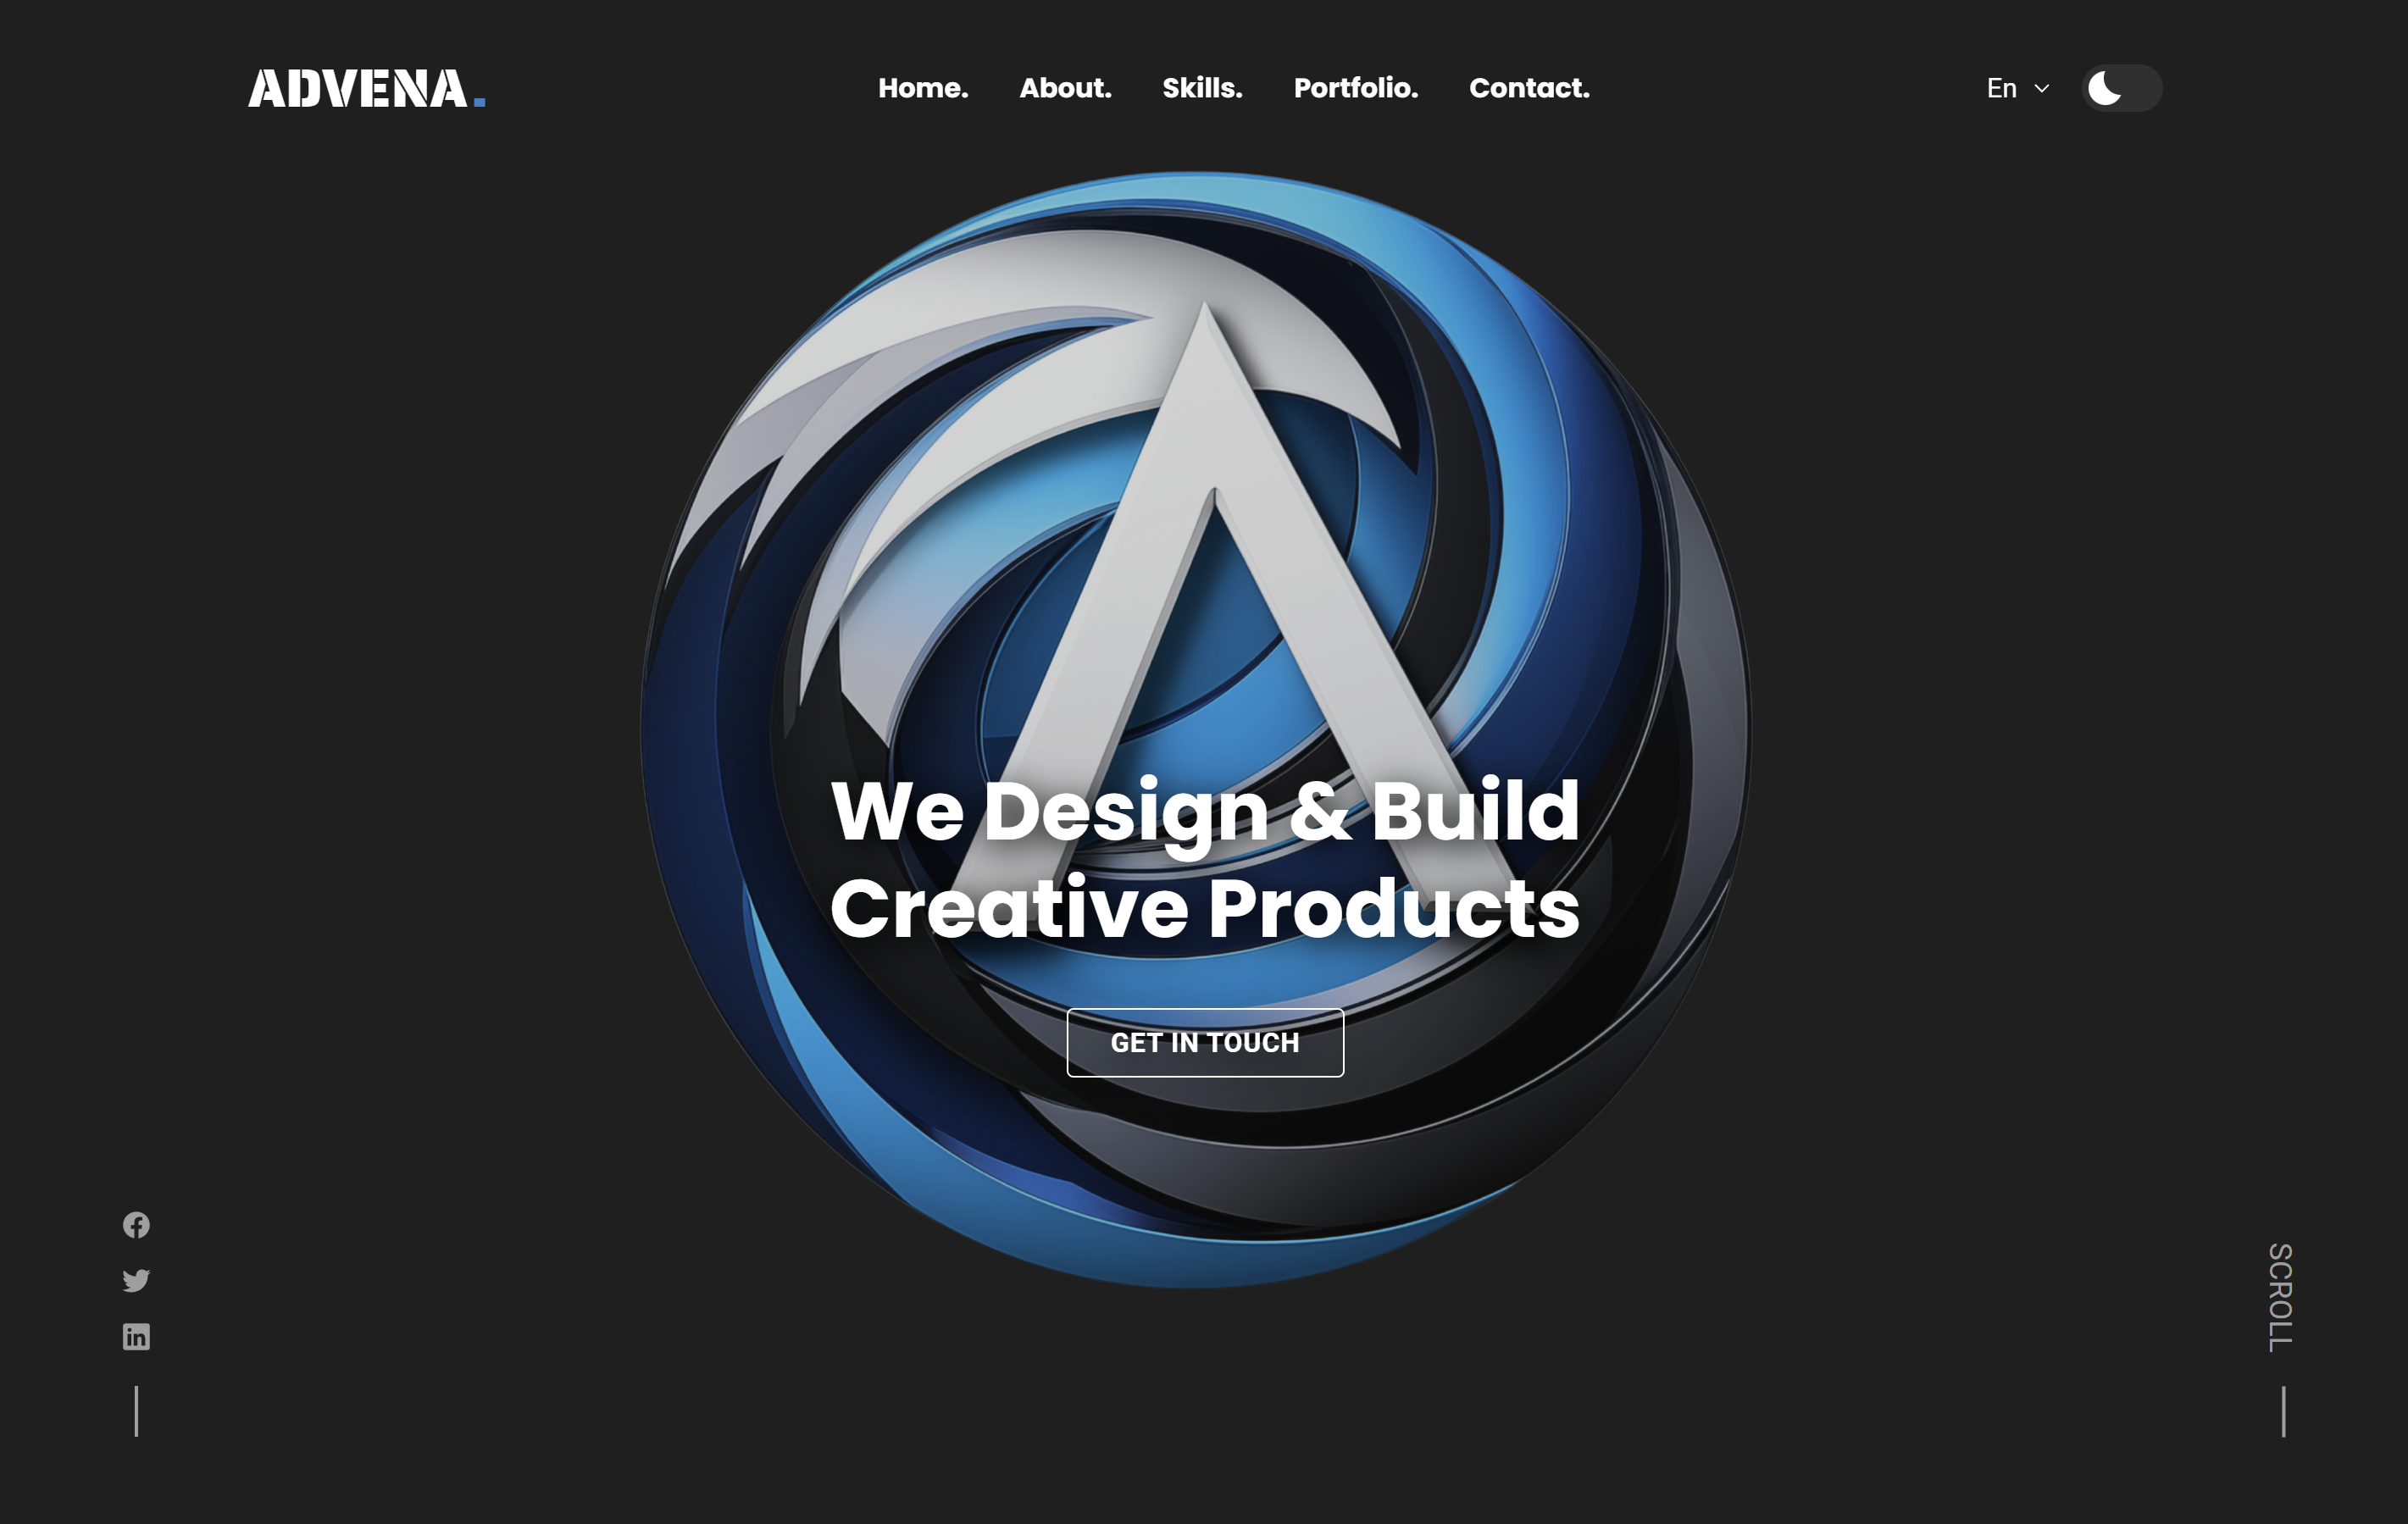 ADVENA.
Home. About. Skills. Portfolio. Contact.
En
We Design & Build
Creative Products
GET IN TOUCH
SCROLL